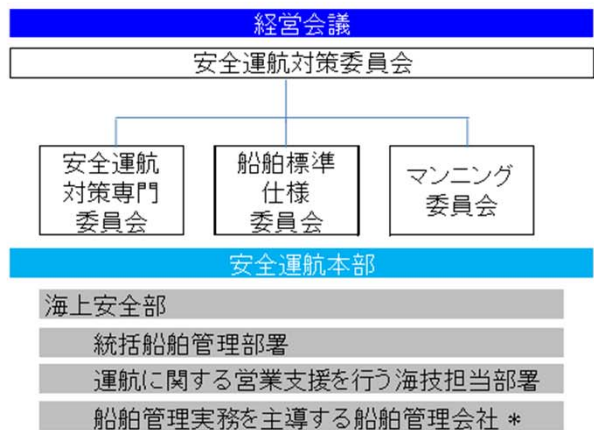 経営会議
安全運航対策委員会
安全運航
対策専門
委員会
船舶標準
仕様
委員会
マンニング
委員会
安全運航本部
海上安全部
統括船舶管理部署
運航に関する営業支援を行う海技担当部署
船舶管理実務を主導する船舶管理会社 *